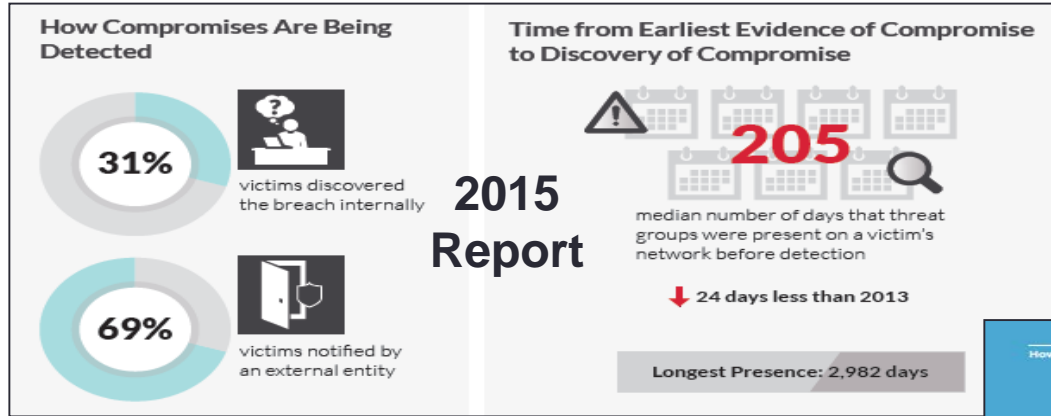 How Compromises Are Being
Detected
31%
?
victims discovered
the breach internally
69%
victims notified by
an external entity
2015
Report
Time from Earliest Evidence of Compromise
to Discovery of Compromise
!
205
median number of days that threat
groups were present on a victim's
network before detection
24 days less than 2013
Longest Presence: 2,982 days
How